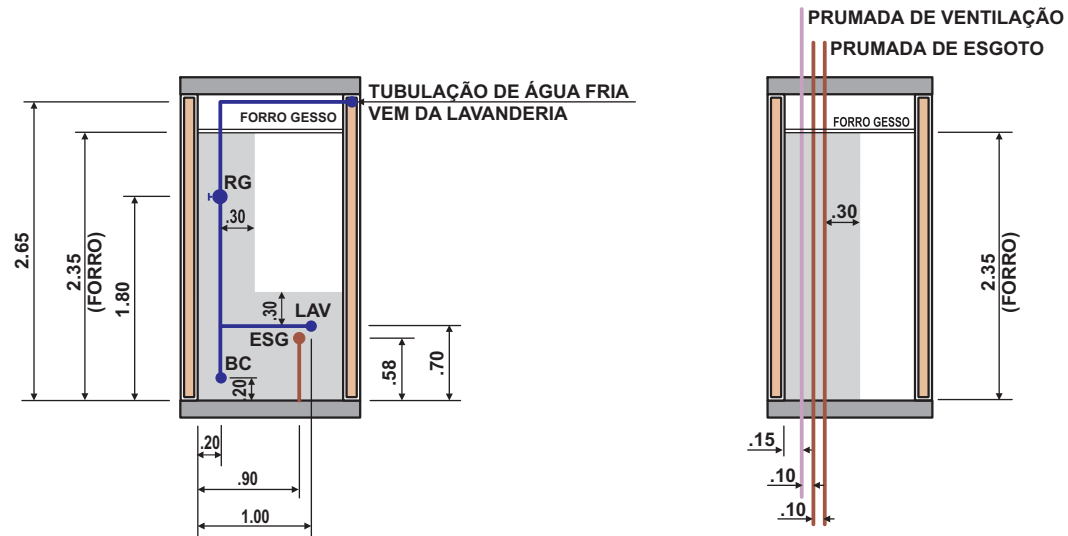 PRUMADA DE VENTILAÇÃO
PRUMADA DE ESGOTO
TUBULAÇÃO DE ÁGUA FRIA
VEM DA LAVANDERIA
FORRO GESSO
RG
.30
2.65
2.35
(FORRO)
1.80
.30
LAV
ESG
BC
.20
.58
.70
.20
.90
1.00
FORRO GESSO
.30
2.35
(FORRO)
.15
.10
.10